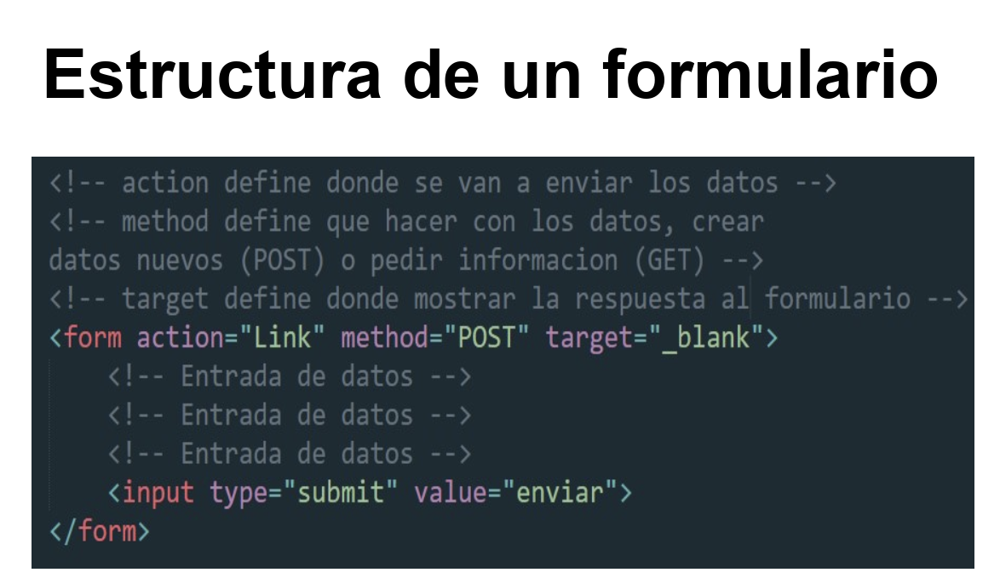 Estructura de un formulario
<!-- action define donde se van a enviar los datos -->
<!-- method define que hacer con los datos, crear
datos nuevos (POST) o pedir informacion (GET) -->
<!-- target define donde mostrar la respuesta al formulario -->
<form action="Link" method="POST" target="_blank">
<!-- Entrada de datos -->
<!-- Entrada de datos -->
<!-- Entrada de datos -->
<input type="submit" value="enviar">
</form>